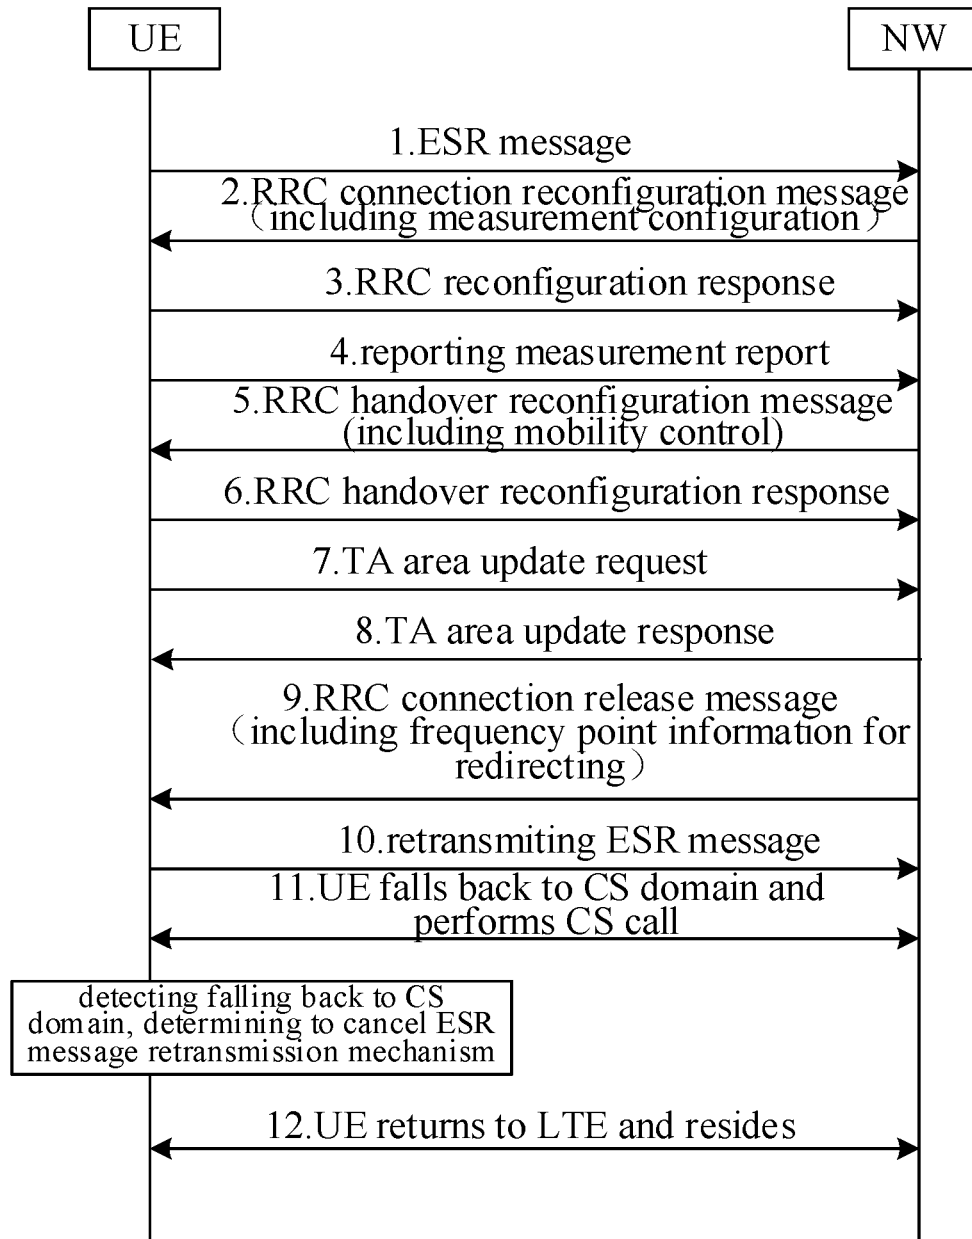 UE
NW
1.ESR message
2.RRC connection reconfiguration message
（including measurement configuration）
3.RRC reconfiguration response
4.reporting measurement report
5.RRC handover reconfiguration message
(including mobility control)
6.RRC handover reconfiguration response
7.TA area update request
8.TA area update response
9.RRC connection release message
（including frequency point information for
redirecting）
10.retransmiting ESR message
11.UE falls back to CS domain and
performs CS call
detecting falling back to CS
domain, determining to cancel ESR
message retransmission mechanism
12.UE returns to LTE and resides